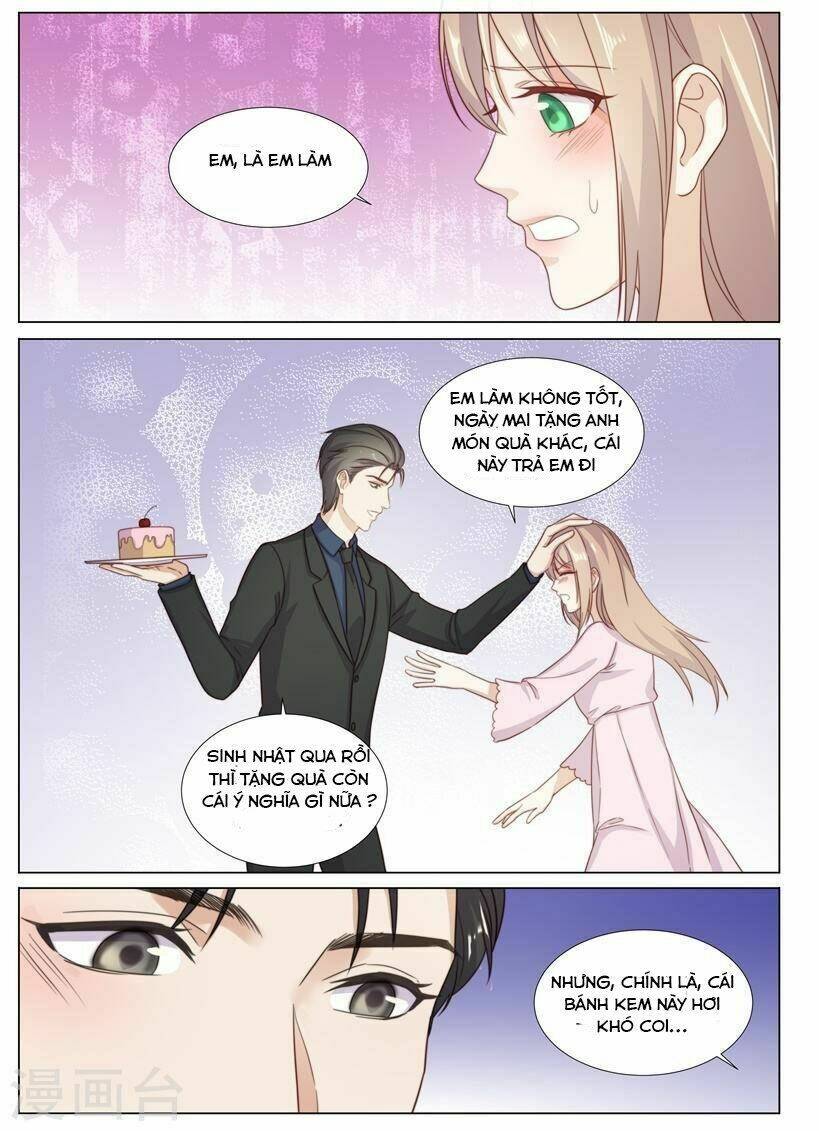 EM, LÀ EM LÀM
EM LÀM KHÔNG TỐT,
NGÀY MAI TẶNG ANH
MÓN QUÀ KHÁC, CÁI
NÀY TRẢ EM ĐI
SINH NHẬT QUA RỒI
THÌ TẶNG QUÀ CÒN
CÁI Ý NGHĨA GÌ NỮA ?
NHƯNG, CHÍNH LÀ, CÁI
BÁNH KEM NÀY HƠI
KHÓ COI...
漫画台